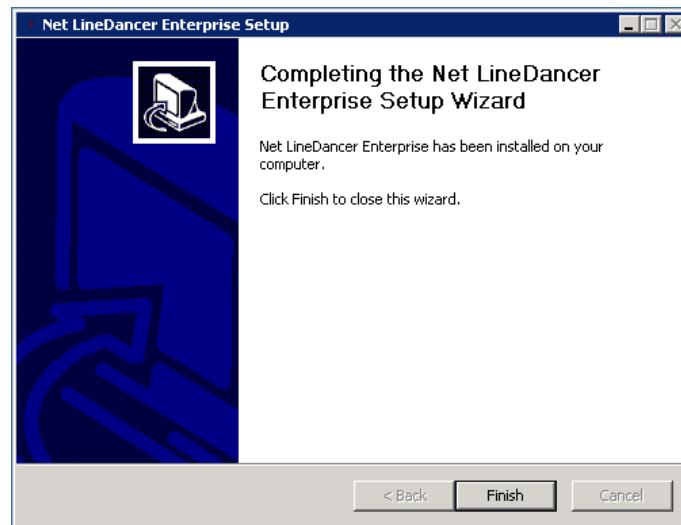 Net LineDancer Enterprise Setup
Completing the Net LineDancer
Enterprise Setup Wizard
Net LineDancer Enterprise has been installed on your
computer.
Click Finish to close this wizard.
< Back Finish Cancel